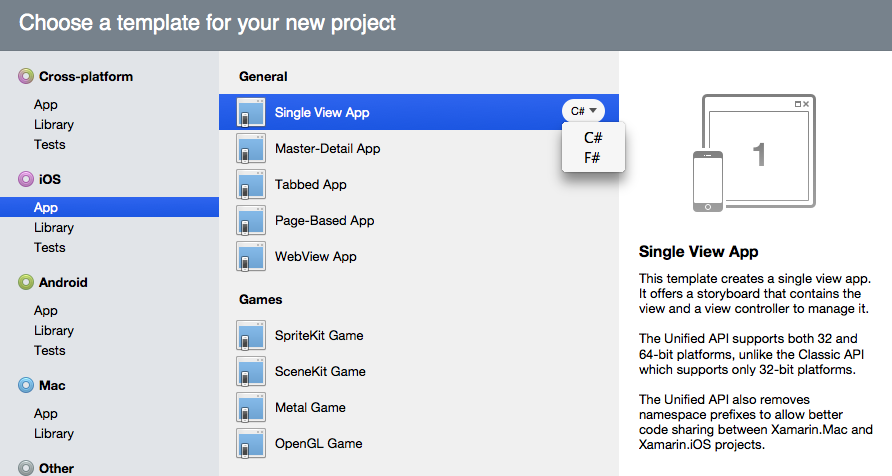 Choose a template for your new project
Cross-platform
App
Library
Tests
iOS
App
Library
Tests
Android
App
Library
Tests
Mac
App
Library
Other
General
Single View App
C#
C#
F#
Master-Detail App
Tabbed App
Page-Based App
WebView App
Games
SpriteKit Game
SceneKit Game
Metal Game
OpenGL Game
1
Single View App
This template creates a single view app.
It offers a storyboard that contains the
view and a view controller to manage it.
The Unified API supports both 32 and
64-bit platforms, unlike the Classic API
which supports only 32-bit platforms.
The Unified API also removes
namespace prefixes to allow better
code sharing between Xamarin.Mac and
Xamarin.iOS projects.